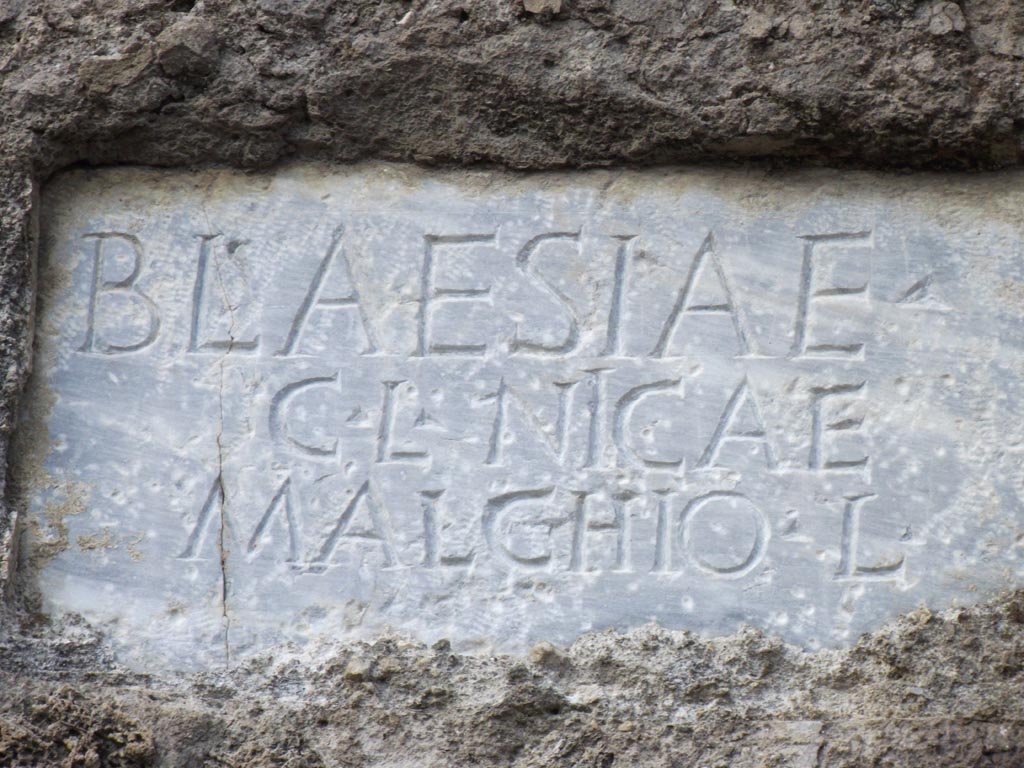 BLAESIAE ·
C · L · NICAE
MALCHIO · L ·